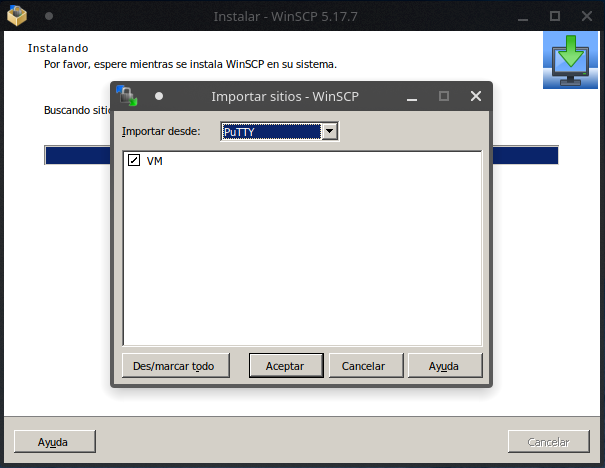 Instalar - WinSCP 5.17.7
Instalando
Por favor, espere mientras se instala WinSCP en su sistema.
Buscando sitio
Importar sitios - WinSCP
Importar desde: PuTTY
VM
Des/marcar todo Aceptar Cancelar Ayuda
Ayuda Cancelar